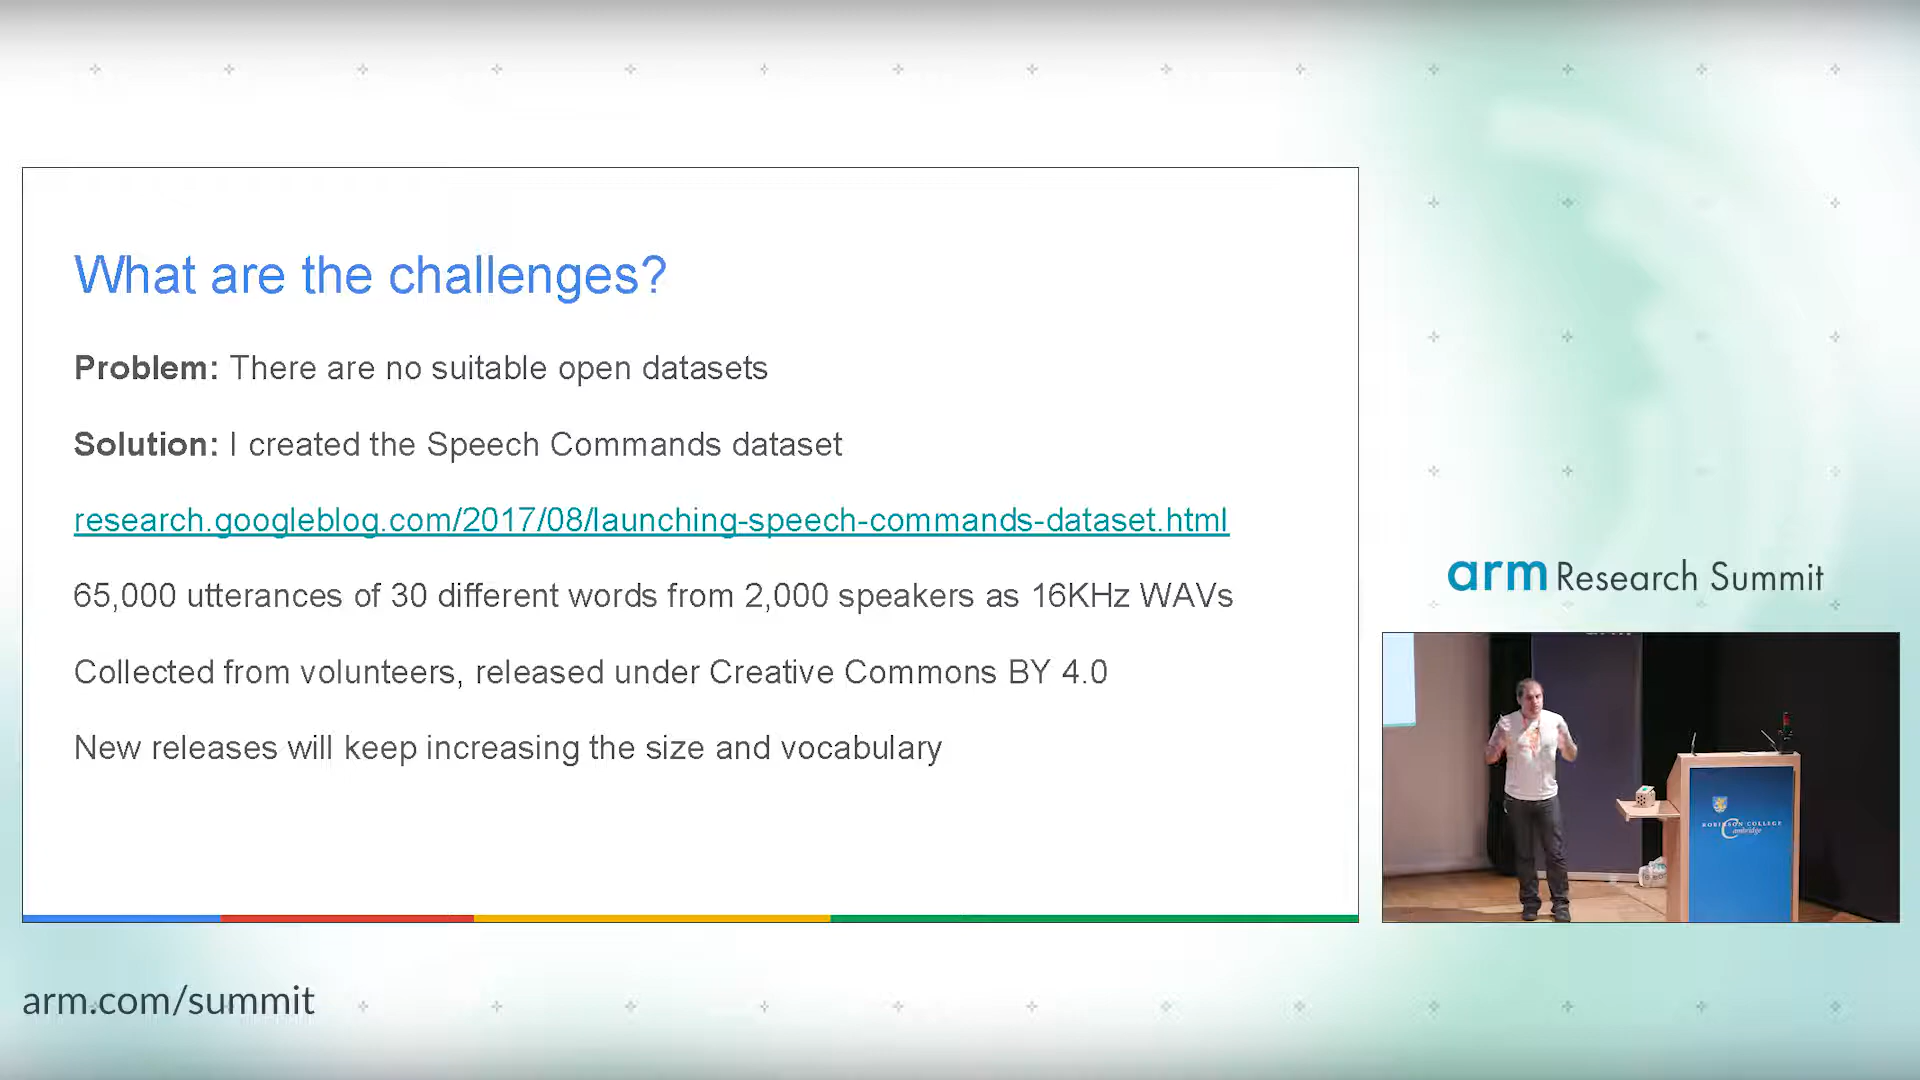 What are the challenges?
Problem: There are no suitable open datasets
Solution: I created the Speech Commands dataset
research.googleblog.com/2017/08/launching-speech-commands-dataset.html
65,000 utterances of 30 different words from 2,000 speakers as 16KHz WAVs
Collected from volunteers, released under Creative Commons BY 4.0
New releases will keep increasing the size and vocabulary
arm Research Summit
ROBINSON COLLEGE
Cambridge
arm.com/summit